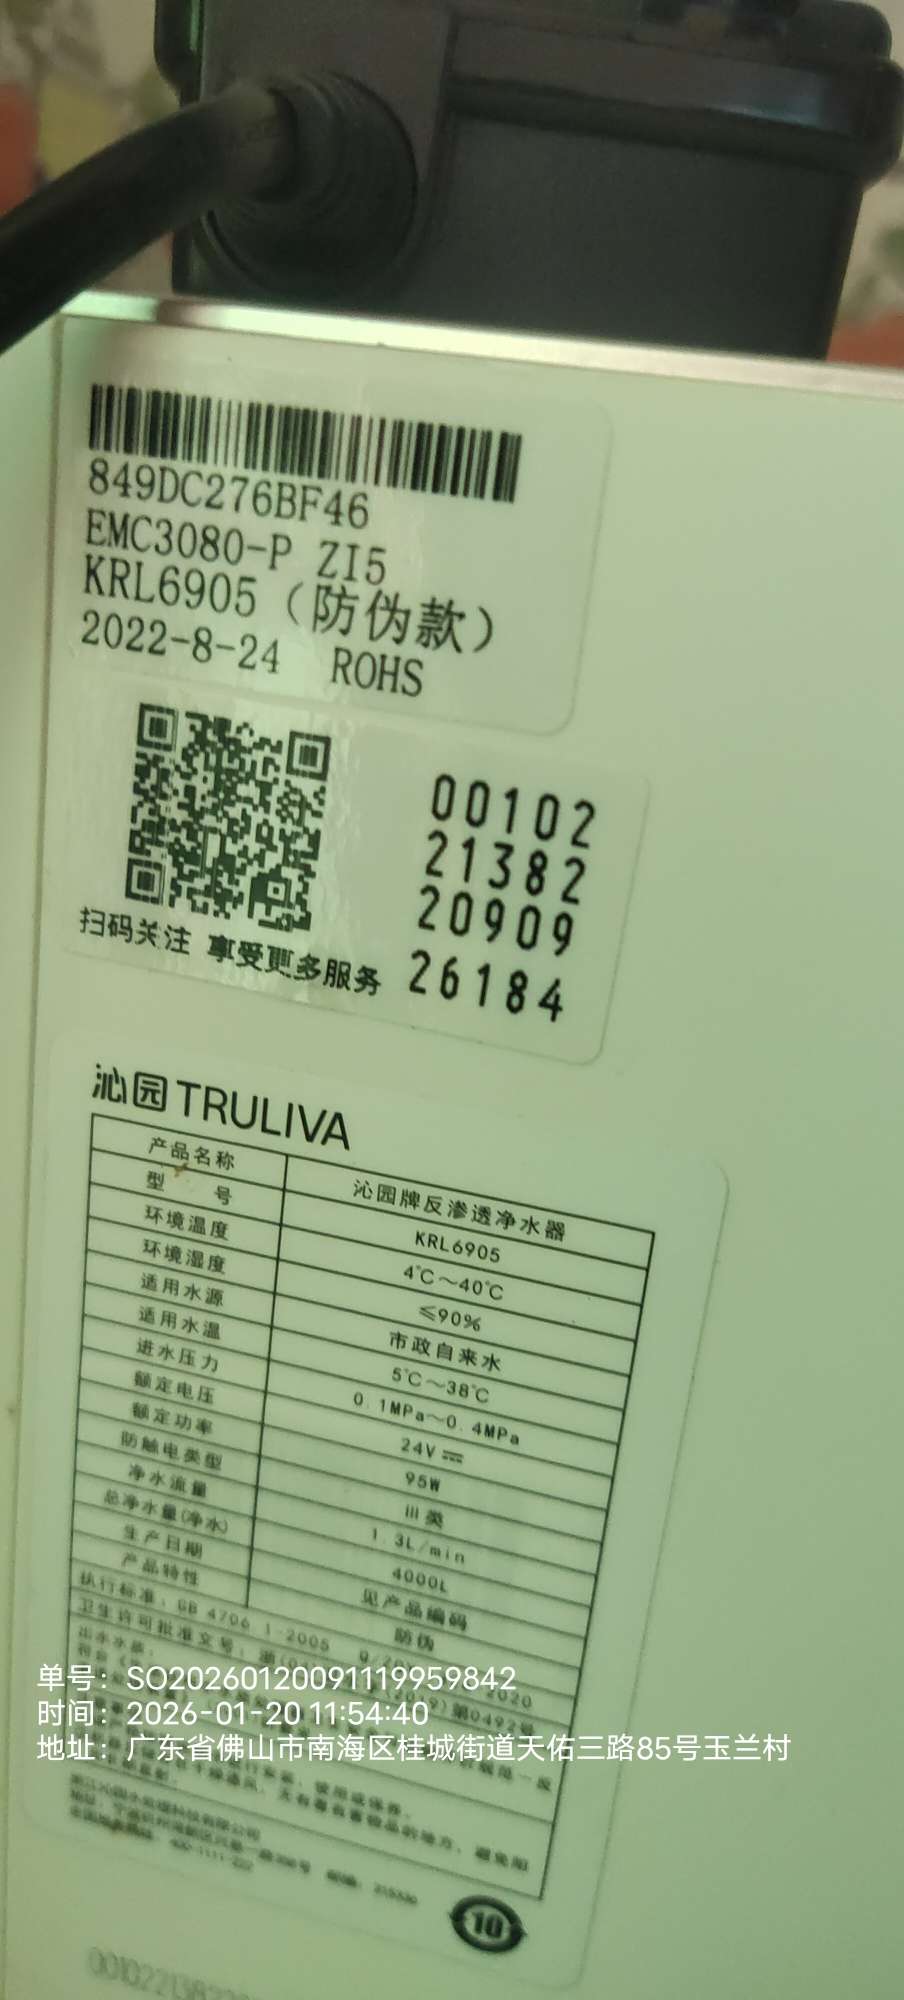 849DC276BF46
EMC3080-P ZI5
KRL6905（防伪款）
2022-8-24 ROHS
00102
21382
20909
26184
扫码关注 享受更多服务
沁园 TRULIVA
产品名称 沁园牌反渗透净水器
型 号 KRL6905
环境温度 4℃～40℃
环境湿度 ≤90%
适用水源 市政自来水
适用水温 5℃～38℃
进水压力 0.1MPa～0.4MPa
额定电压 24V
额定功率 95W
防触电类型 III类
净水流量 1.3L/min
总净水量(净水) 4000L
生产日期 见产品编码
产品特性 防伪
执行标准：GB 4706.1-2005
卫生许可批准文号：
单号：SO20260120091119959842
时间：2026-01-20 11:54:40
地址：广东省佛山市南海区桂城街道天佑三路85号玉兰村
10